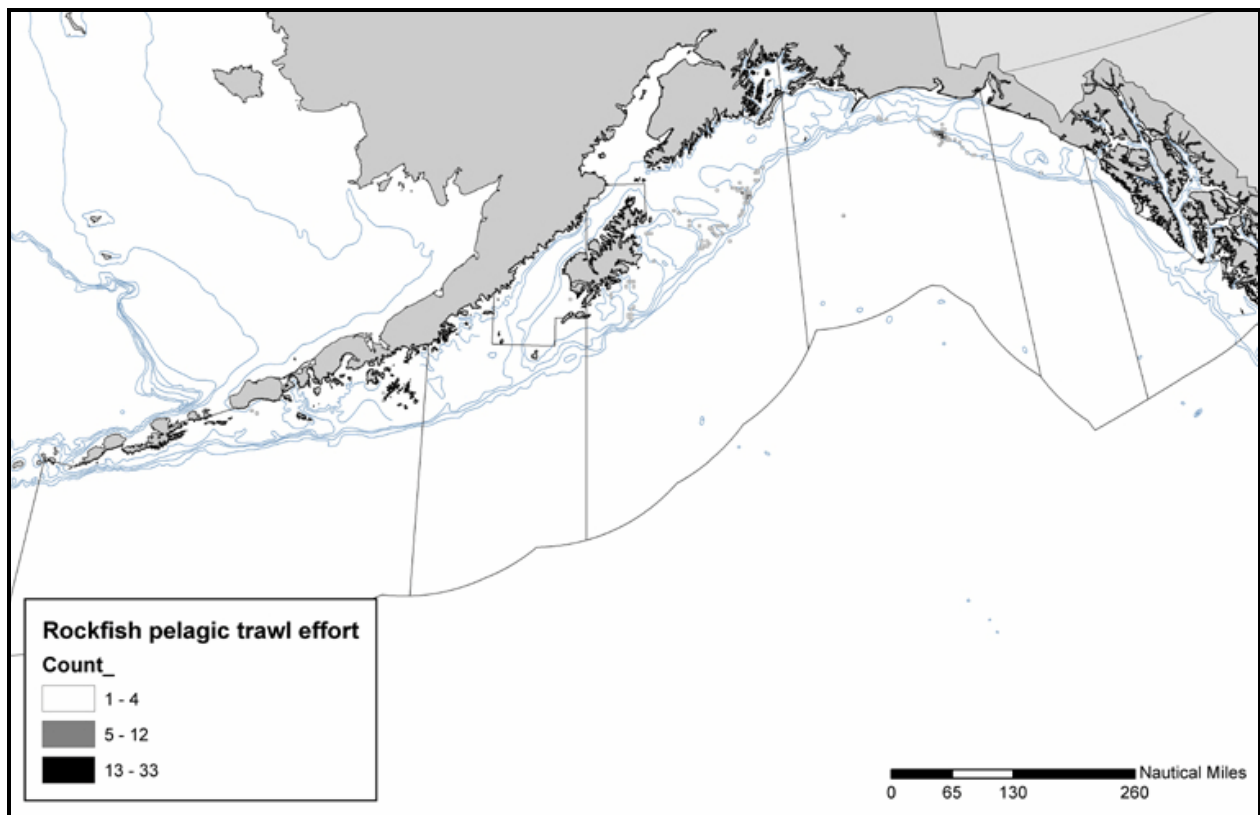 Rockfish pelagic trawl effort
Count_
1 - 4
5 - 12
13 - 33
Nautical Miles
0 65 130 260